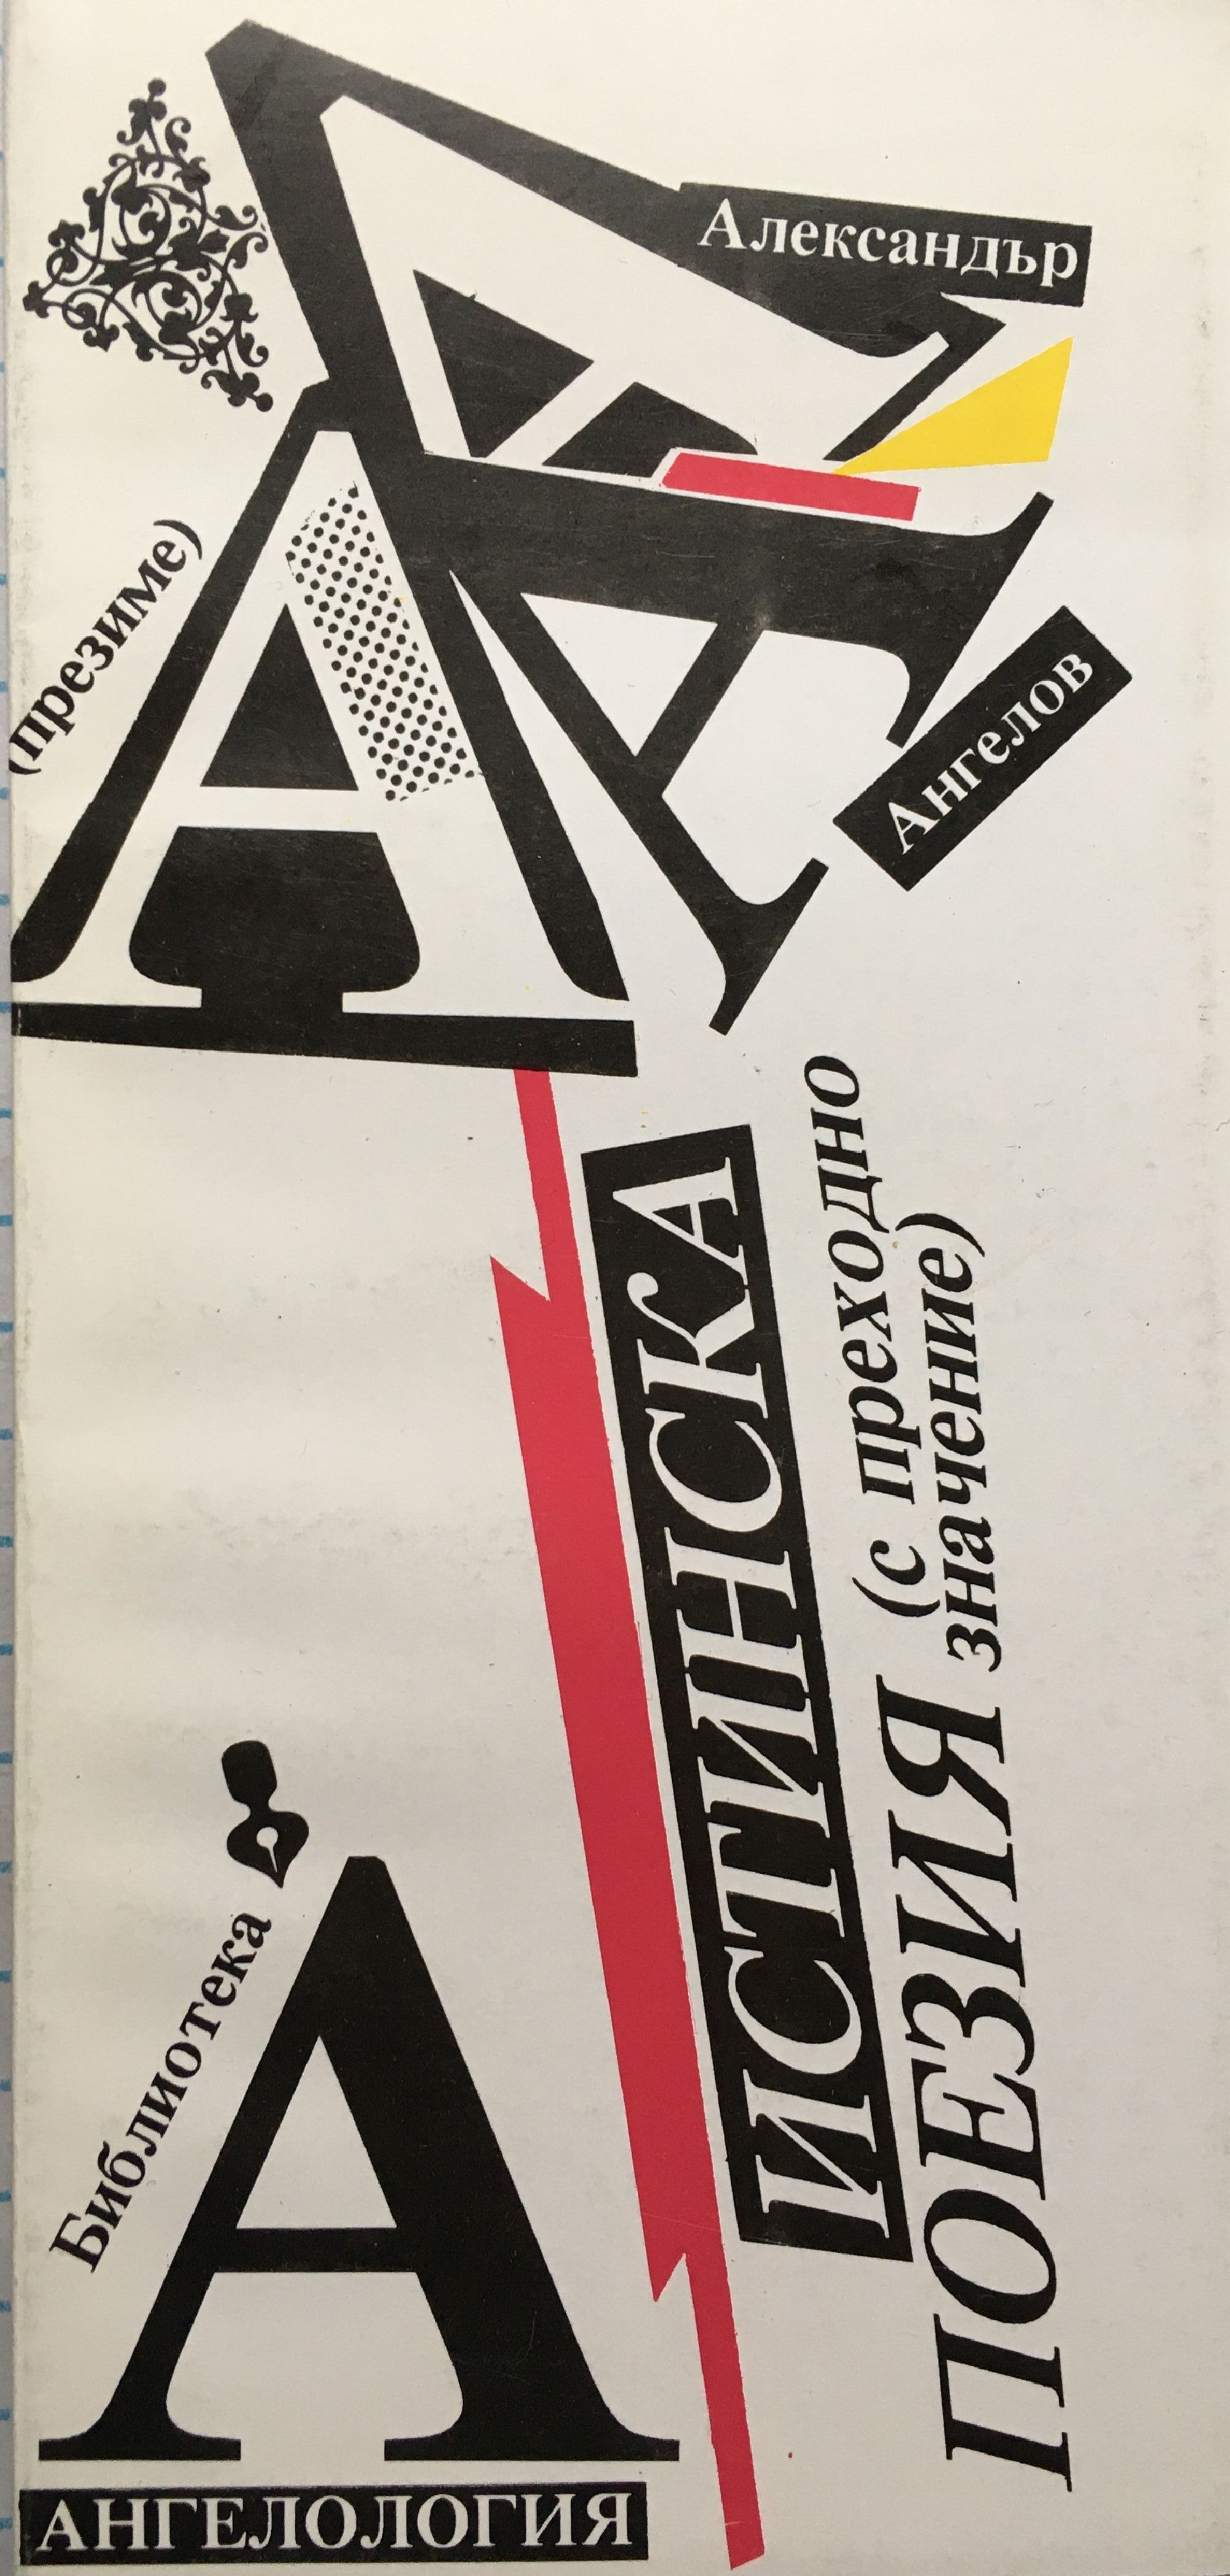 Александър
(презиме)
Ангелов
ИСТИНСКА
ПОЕЗИЯ
(с преходно
значение)
Библиотека
А
АНГЕЛОЛОГИЯ